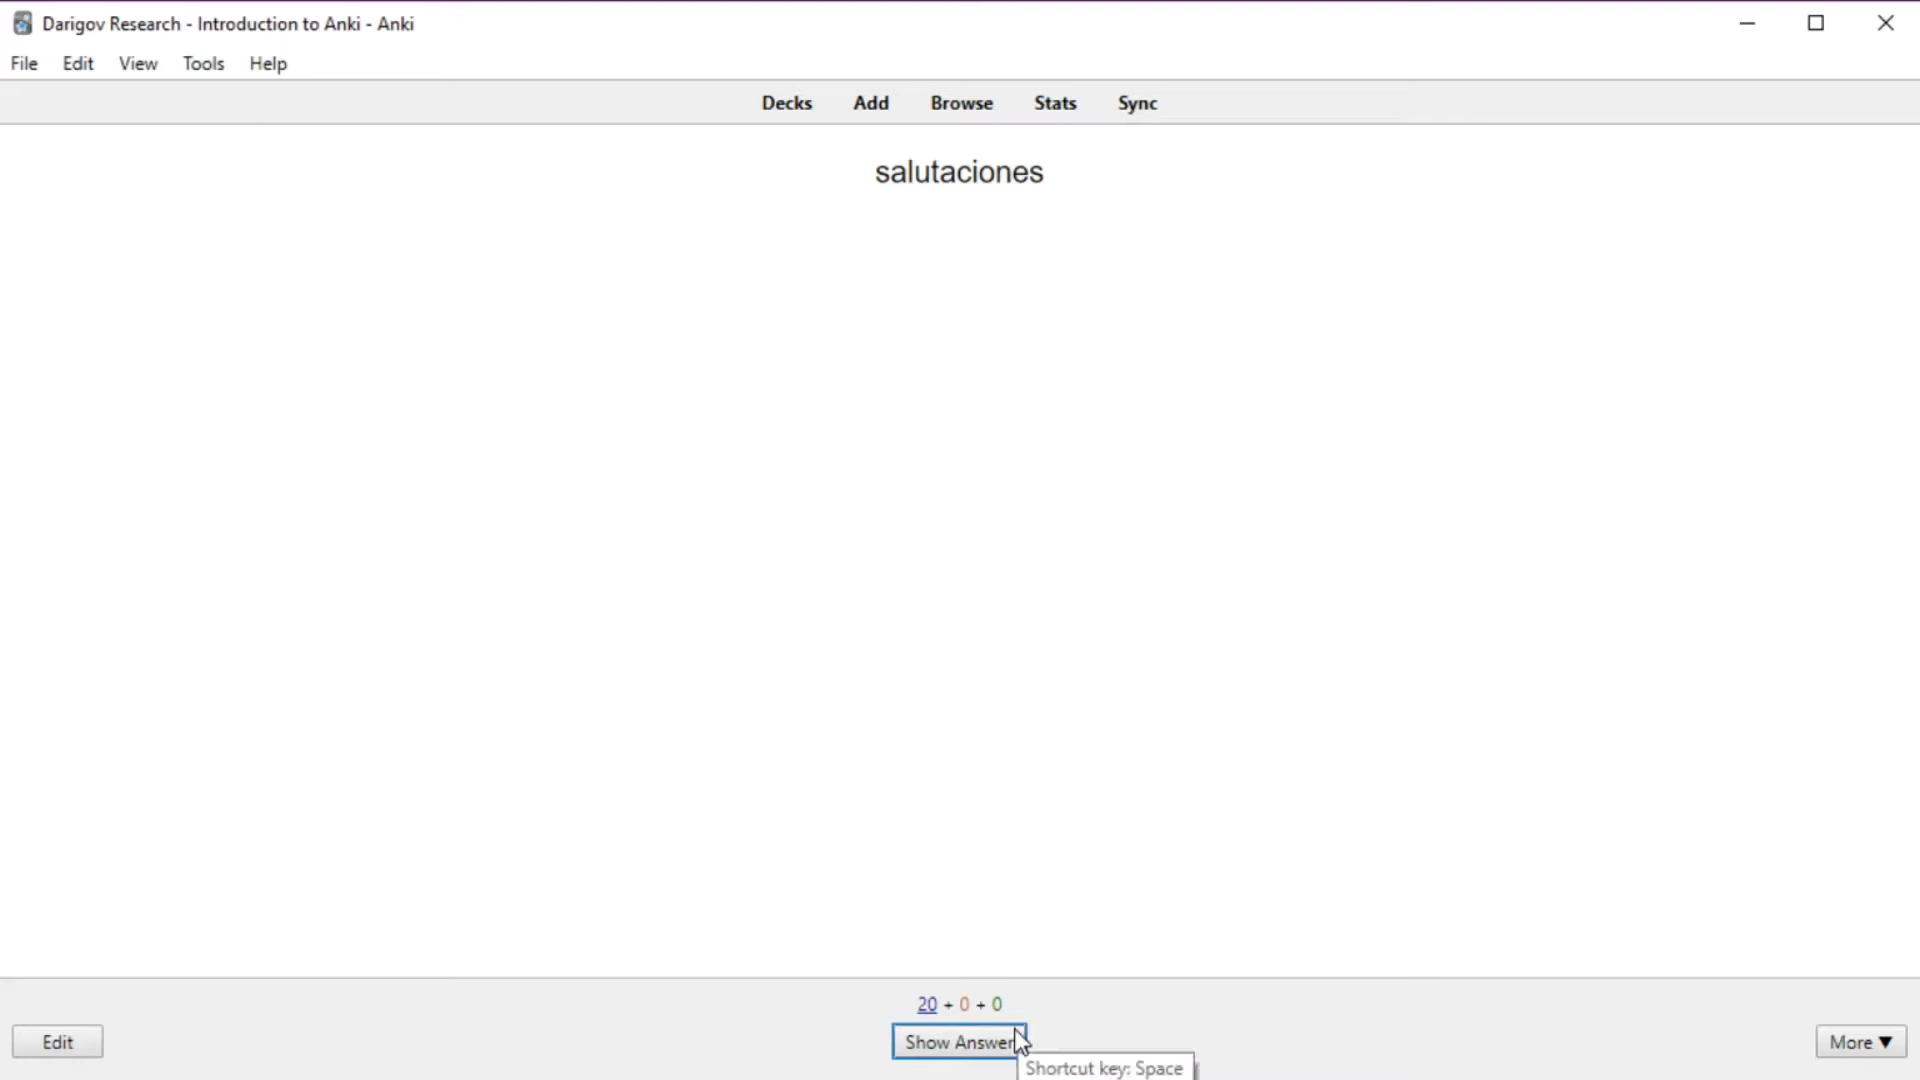 Darigov Research - Introduction to Anki - Anki
File Edit View Tools Help
Decks Add Browse Stats Sync
salutaciones
20 + 0 + 0
Edit Show Answer More ▼
Shortcut key: Space